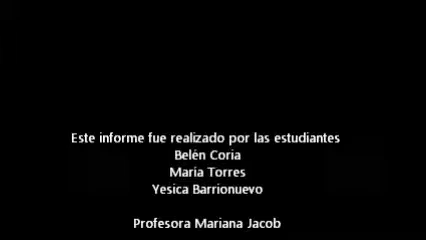 Este informe fue realizado por las estudiantes
Belén Coria
María Torres
Yesica Barrionuevo
Profesora Mariana Jacob